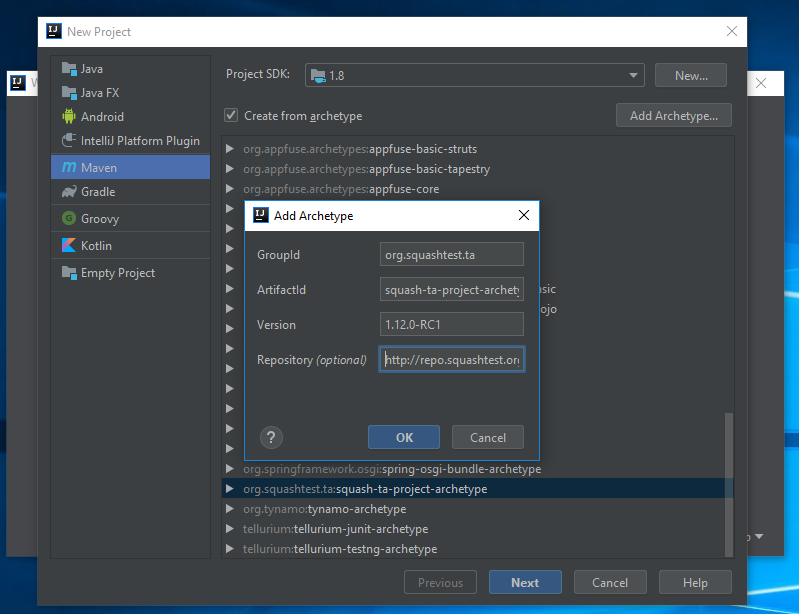 New Project
W
Java
Java FX
Android
IntelliJ Platform Plugin
Maven
Gradle
Groovy
Kotlin
Empty Project
Project SDK: 1.8 New...
Create from archetype Add Archetype...
org.appfuse.archetypes:appfuse-basic-struts
org.appfuse.archetypes:appfuse-basic-tapestry
org.appfuse.archetypes:appfuse-core
Add Archetype
GroupId org.squashtest.ta
ArtifactId squash-ta-project-archety
sic
Version 1.12.0-RC1
ojo
Repository (optional) http://repo.squashtest.org
? OK Cancel
org.springframework.osgi:spring-osgi-bundle-archetype
org.squashtest.ta:squash-ta-project-archetype
org.tynamo:tynamo-archetype
tellurium:tellurium-junit-archetype
tellurium:tellurium-testng-archetype
Previous Next Cancel Help